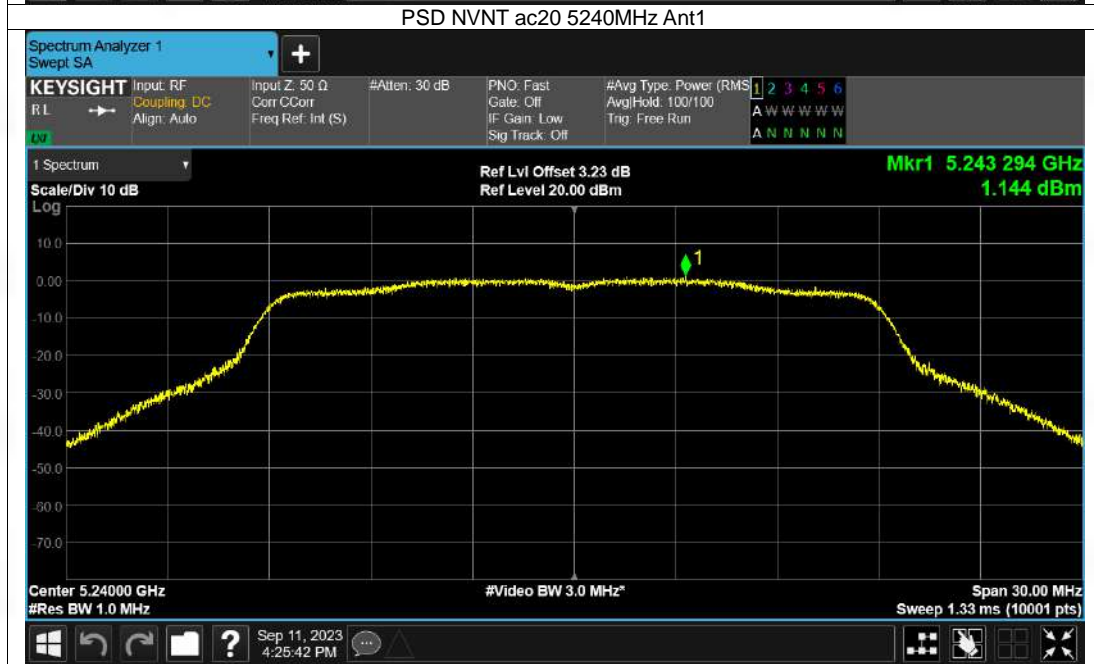 PSD NVNT ac20 5240MHz Ant1
Spectrum Analyzer 1
Swept SA
+
KEYSIGHT Input: RF Input Z: 50 Ω #Atten: 30 dB PNO: Fast #Avg Type: Power (RMS 1 2 3 4 5 6
RL Coupling: DC Corr CCorr Gate: Off Avg|Hold: 100/100 A W W W W W
Align: Auto Freq Ref: Int (S) IF Gain: Low Trig: Free Run
LXI Sig Track: Off A N N N N N
1 Spectrum Ref Lvl Offset 3.23 dB Mkr1 5.243 294 GHz
Scale/Div 10 dB Ref Level 20.00 dBm 1.144 dBm
Log
10.0
1
0.00
-10.0
-20.0
-30.0
-40.0
-50.0
-60.0
-70.0
Center 5.24000 GHz #Video BW 3.0 MHz* Span 30.00 MHz
#Res BW 1.0 MHz Sweep 1.33 ms (10001 pts)
? Sep 11, 2023
4:25:42 PM